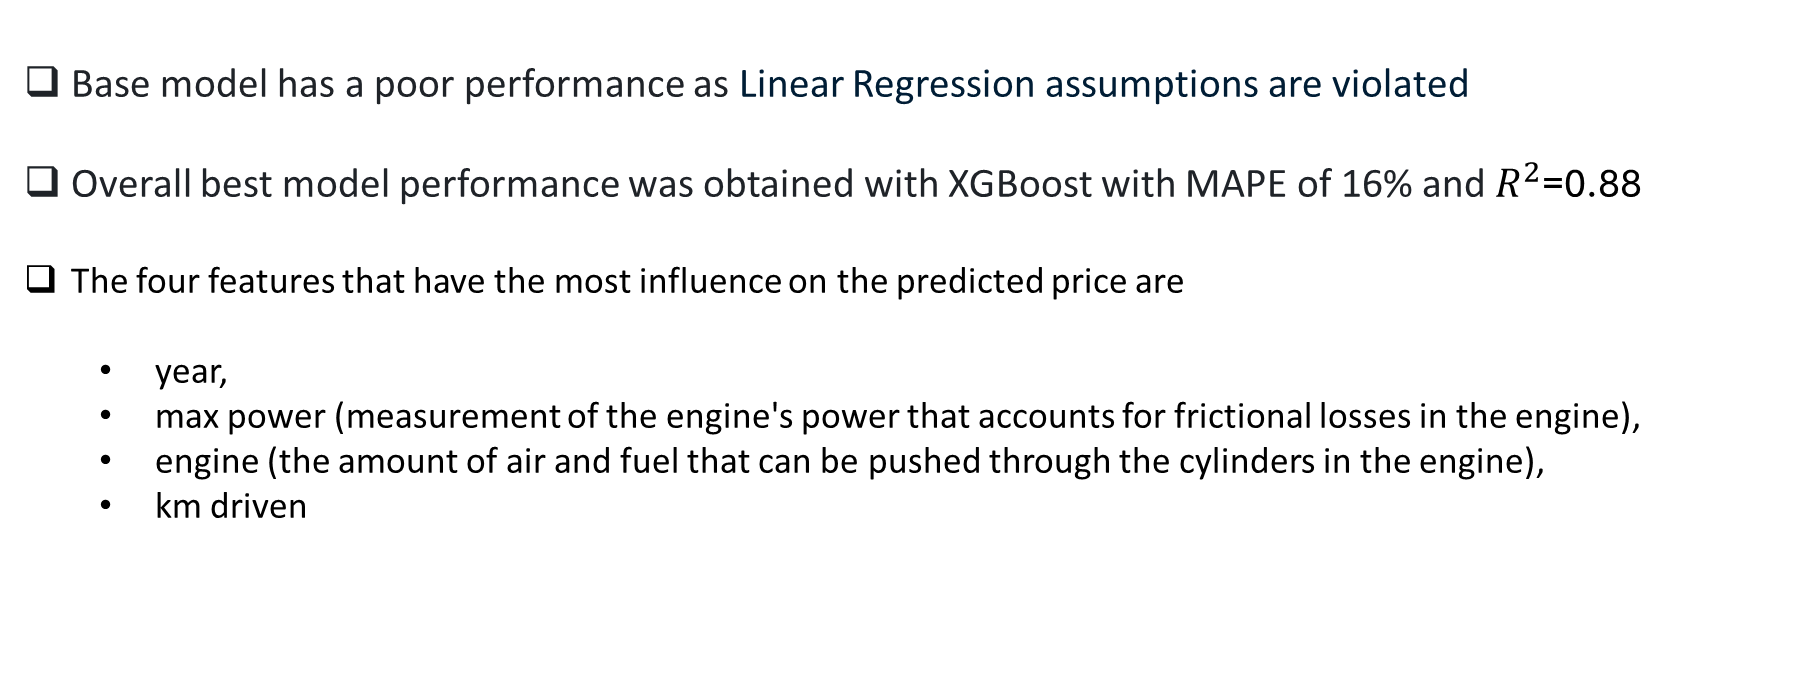 ❑ Base model has a poor performance as Linear Regression assumptions are violated
❑ Overall best model performance was obtained with XGBoost with MAPE of 16% and R²=0.88
❑ The four features that have the most influence on the predicted price are
• year,
• max power (measurement of the engine's power that accounts for frictional losses in the engine),
• engine (the amount of air and fuel that can be pushed through the cylinders in the engine),
• km driven